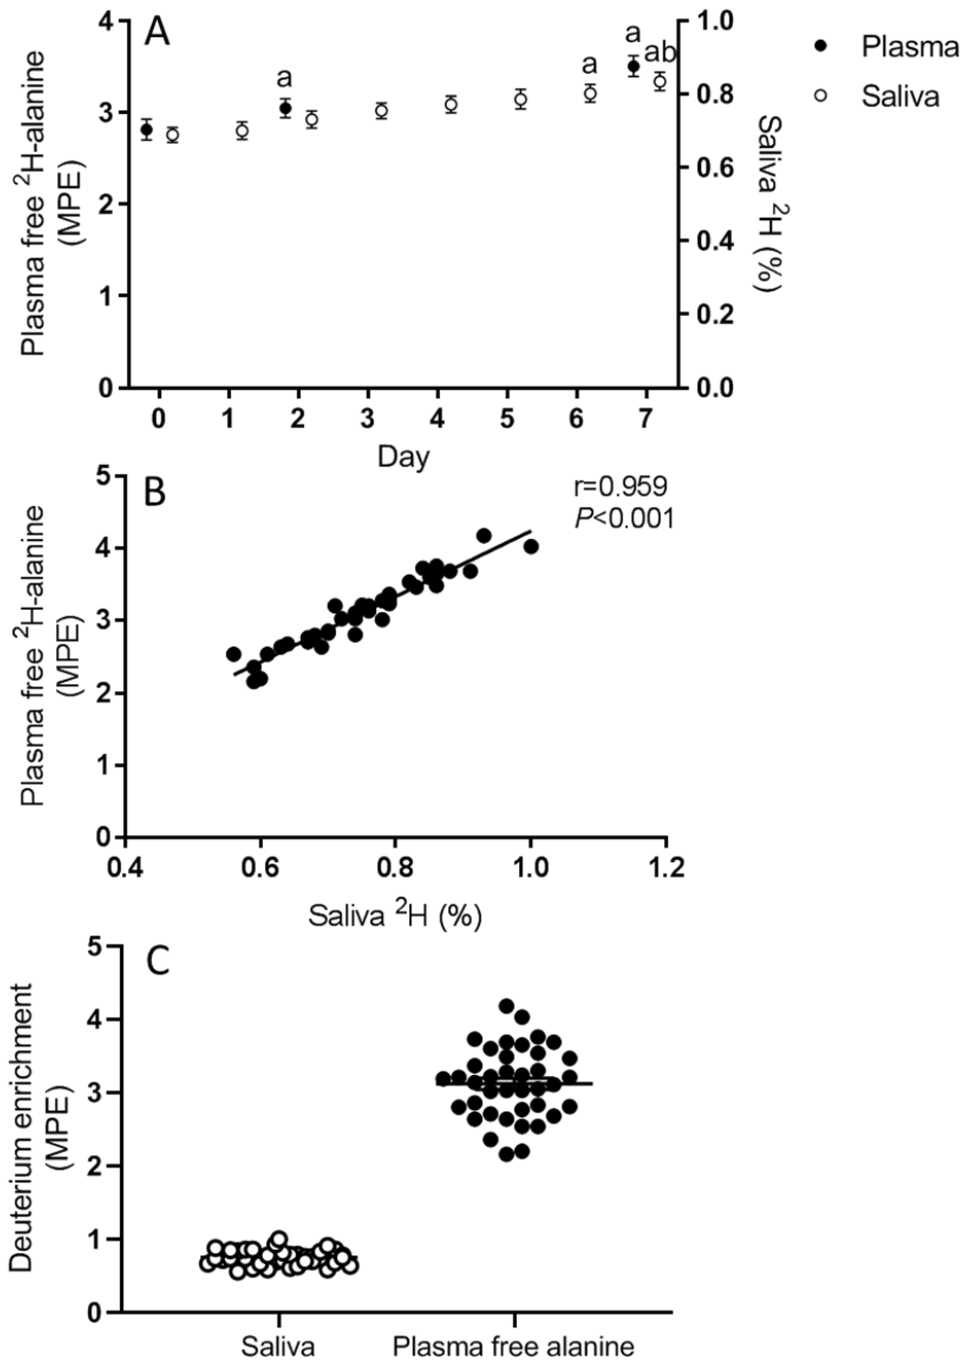 A
Plasma
Saliva
a
a
a
ab
4
3
2
1
0
1.0
0.8
0.6
0.4
0.2
0.0
Plasma free ²H-alanine
(MPE)
Saliva ²H (%)
0 1 2 3 4 5 6 7
Day
B
r=0.959
P<0.001
5
4
3
2
1
0
Plasma free ²H-alanine
(MPE)
0.4 0.6 0.8 1.0 1.2
Saliva ²H (%)
C
5
4
3
2
1
0
Deuterium enrichment
(MPE)
Saliva Plasma free alanine